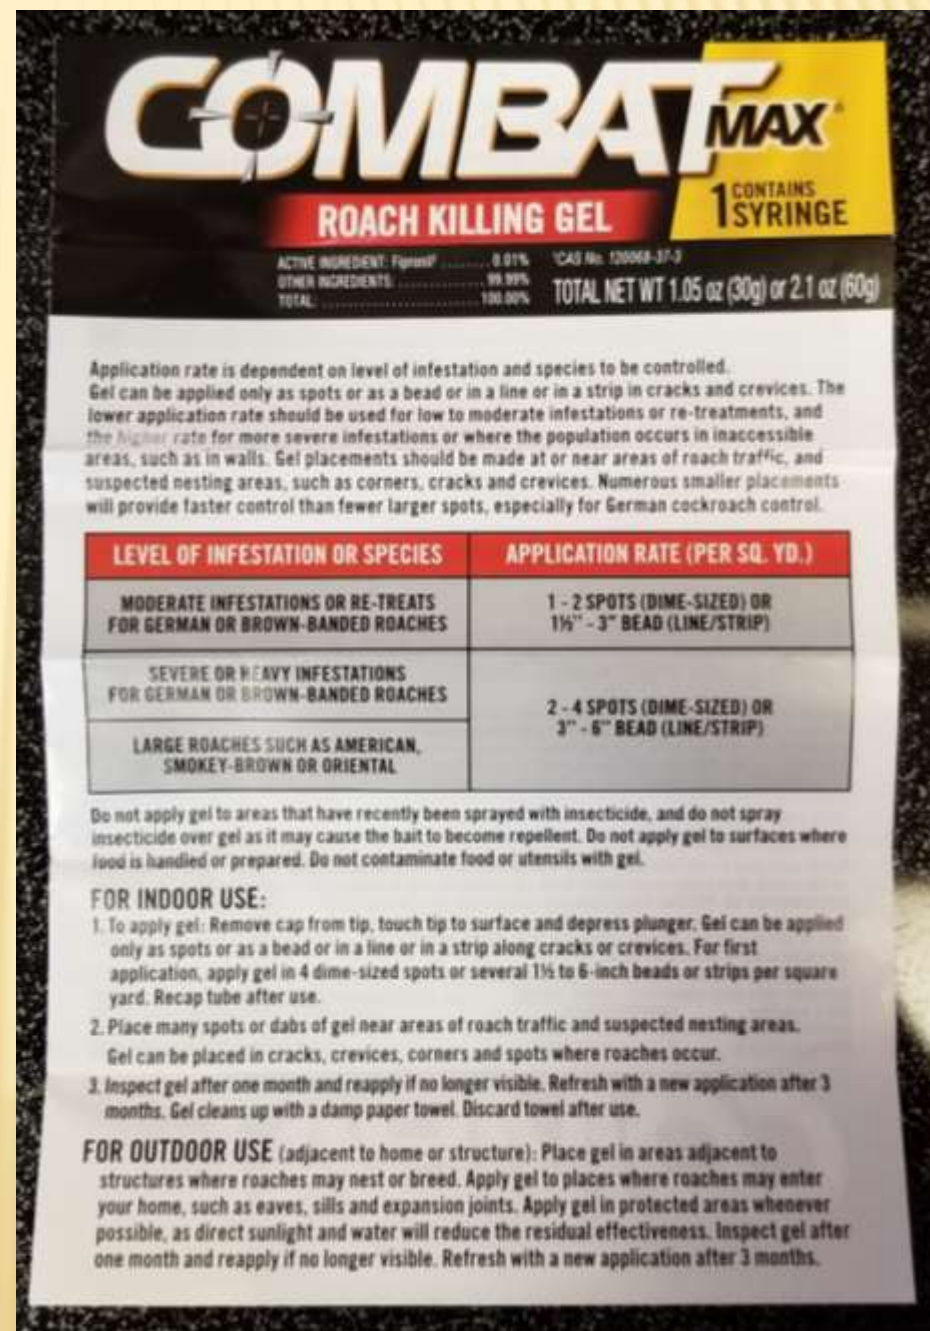 COMBAT MAX®
1 CONTAINS
SYRINGE
ROACH KILLING GEL
ACTIVE INGREDIENT: Fipronil† ........ 0.01%
OTHER INGREDIENTS: ........ 99.99%
TOTAL ........ 100.00%
†CAS No. 120068-37-3
TOTAL NET WT 1.05 oz (30g) or 2.1 oz (60g)
Application rate is dependent on level of infestation and species to be controlled.
Gel can be applied only as spots or as a bead or in a line or in a strip in cracks and crevices. The
lower application rate should be used for low to moderate infestations or re-treatments, and
the higher rate for more severe infestations or where the population occurs in inaccessible
areas, such as in walls. Gel placements should be made at or near areas of roach traffic, and
suspected nesting areas, such as corners, cracks and crevices. Numerous smaller placements
will provide faster control than fewer larger spots, especially for German cockroach control.
LEVEL OF INFESTATION OR SPECIES
APPLICATION RATE (PER SQ. YD.)
MODERATE INFESTATIONS OR RE-TREATS
FOR GERMAN OR BROWN-BANDED ROACHES
1 - 2 SPOTS (DIME-SIZED) OR
1½" - 3" BEAD (LINE/STRIP)
SEVERE OR HEAVY INFESTATIONS
FOR GERMAN OR BROWN-BANDED ROACHES
LARGE ROACHES SUCH AS AMERICAN,
SMOKEY-BROWN OR ORIENTAL
2 - 4 SPOTS (DIME-SIZED) OR
3" - 6" BEAD (LINE/STRIP)
Do not apply gel to areas that have recently been sprayed with insecticide, and do not spray
insecticide over gel as it may cause the bait to become repellent. Do not apply gel to surfaces where
food is handled or prepared. Do not contaminate food or utensils with gel.
FOR INDOOR USE:
1. To apply gel: Remove cap from tip, touch tip to surface and depress plunger. Gel can be applied
only as spots or as a bead or in a line or in a strip along cracks or crevices. For first
application, apply gel in 4 dime-sized spots or several 1½ to 6-inch beads or strips per square
yard. Recap tube after use.
2. Place many spots or dabs of gel near areas of roach traffic and suspected nesting areas.
Gel can be placed in cracks, crevices, corners and spots where roaches occur.
3. Inspect gel after one month and reapply if no longer visible. Refresh with a new application after 3
months. Gel cleans up with a damp paper towel. Discard towel after use.
FOR OUTDOOR USE (adjacent to home or structure): Place gel in areas adjacent to
structures where roaches may nest or breed. Apply gel to places where roaches may enter
your home, such as eaves, sills and expansion joints. Apply gel in protected areas whenever
possible, as direct sunlight and water will reduce the residual effectiveness. Inspect gel after
one month and reapply if no longer visible. Refresh with a new application after 3 months.